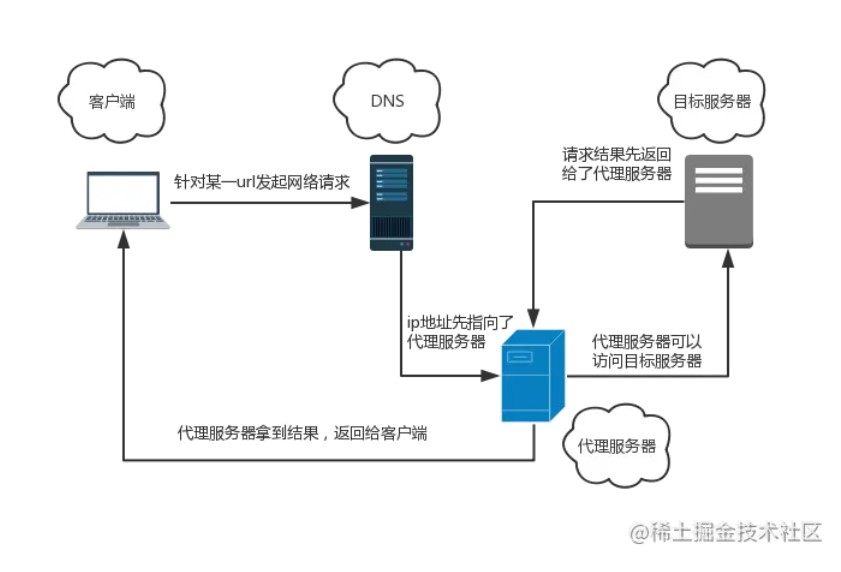 客户端
DNS
目标服务器
针对某一url发起网络请求
请求结果先返回
给了代理服务器
ip地址先指向了
代理服务器
代理服务器可以
访问目标服务器
代理服务器拿到结果，返回给客户端
代理服务器
@稀土掘金技术社区